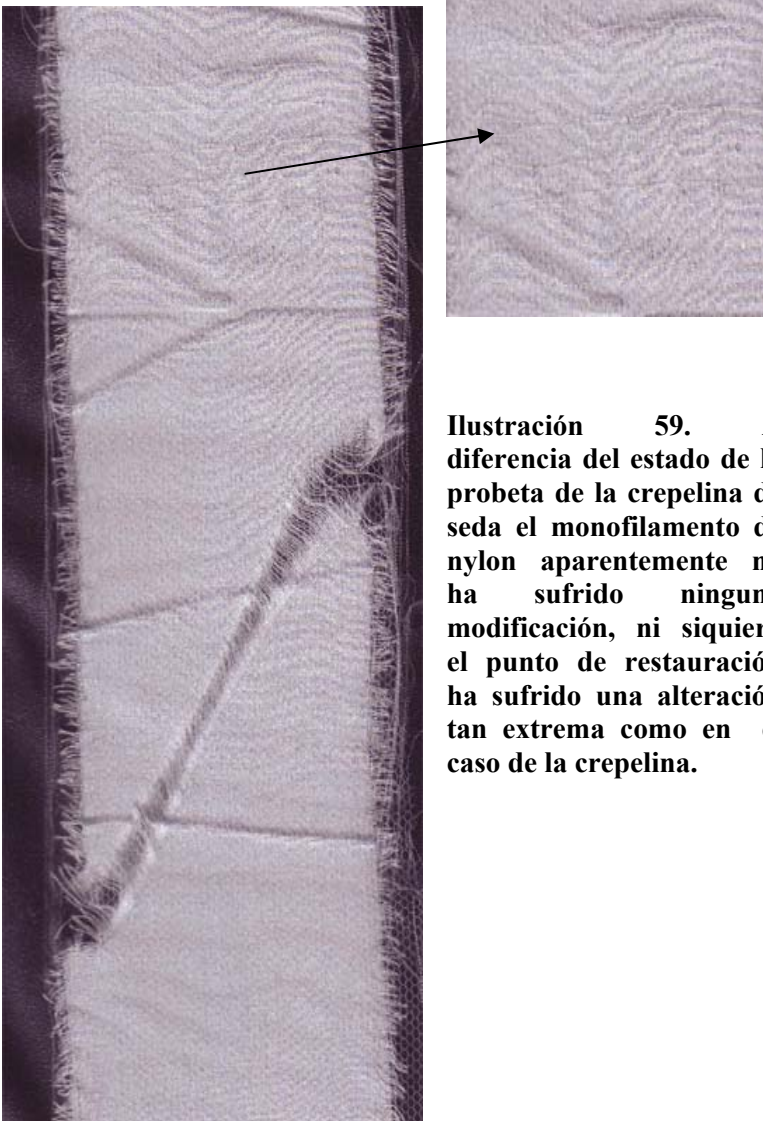 Ilustración 59.
diferencia del estado de l
probeta de la crepelina d
seda el monofilamento d
nylon aparentemente n
ha sufrido ningun
modificación, ni siquier
el punto de restauració
ha sufrido una alteració
tan extrema como en
caso de la crepelina.